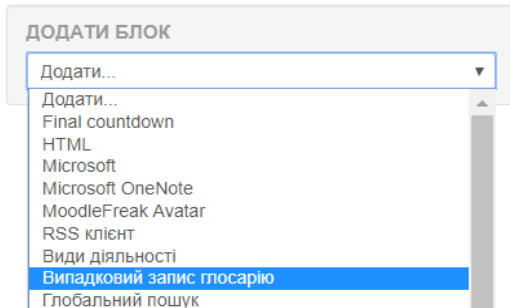 ДОДАТИ БЛОК
Додати...
Додати...
Final countdown
HTML
Microsoft
Microsoft OneNote
MoodleFreak Avatar
RSS клієнт
Види діяльності
Випадковий запис глосарію
Глобальний пошук